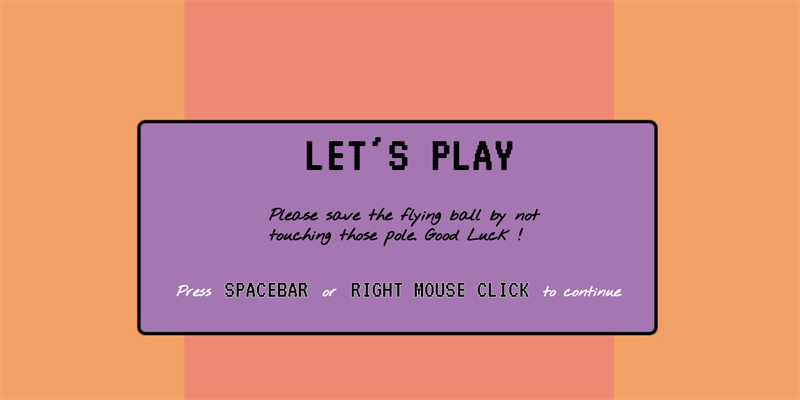 LET'S PLAY
Please save the flying ball by not
touching those pole. Good Luck !
Press SPACEBAR or RIGHT MOUSE CLICK to continue